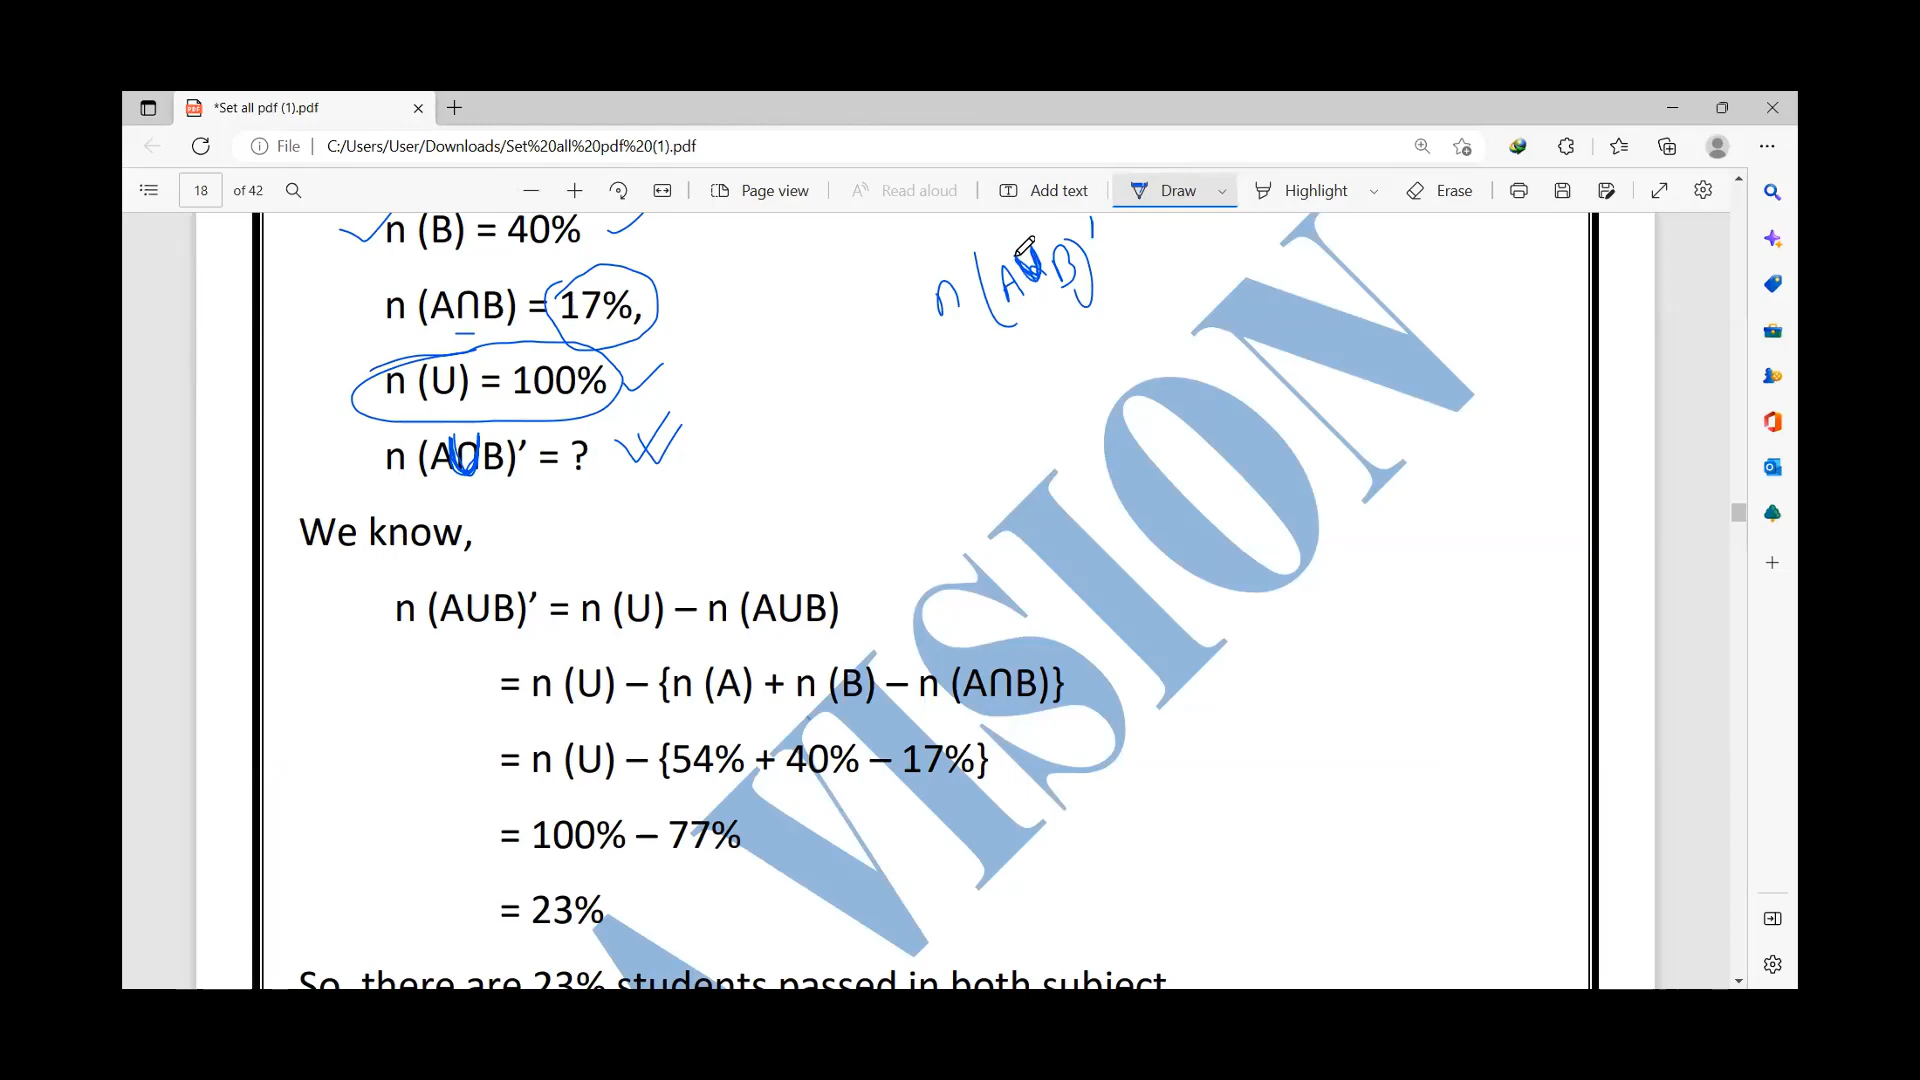 *Set all pdf (1).pdf
File | C:/Users/User/Downloads/Set%20all%20pdf%20(1).pdf
18 of 42 Page view Read aloud Add text Draw Highlight Erase
n (B) = 40%
n (A∪B)'
n (A∩B) = 17%,
n (U) = 100%
n (A∪B)’ = ?
We know,
n (AUB)’ = n (U) – n (AUB)
= n (U) – {n (A) + n (B) – n (A∩B)}
= n (U) – {54% + 40% – 17%}
= 100% – 77%
= 23%
So, there are 23% students passed in both subject
VISION